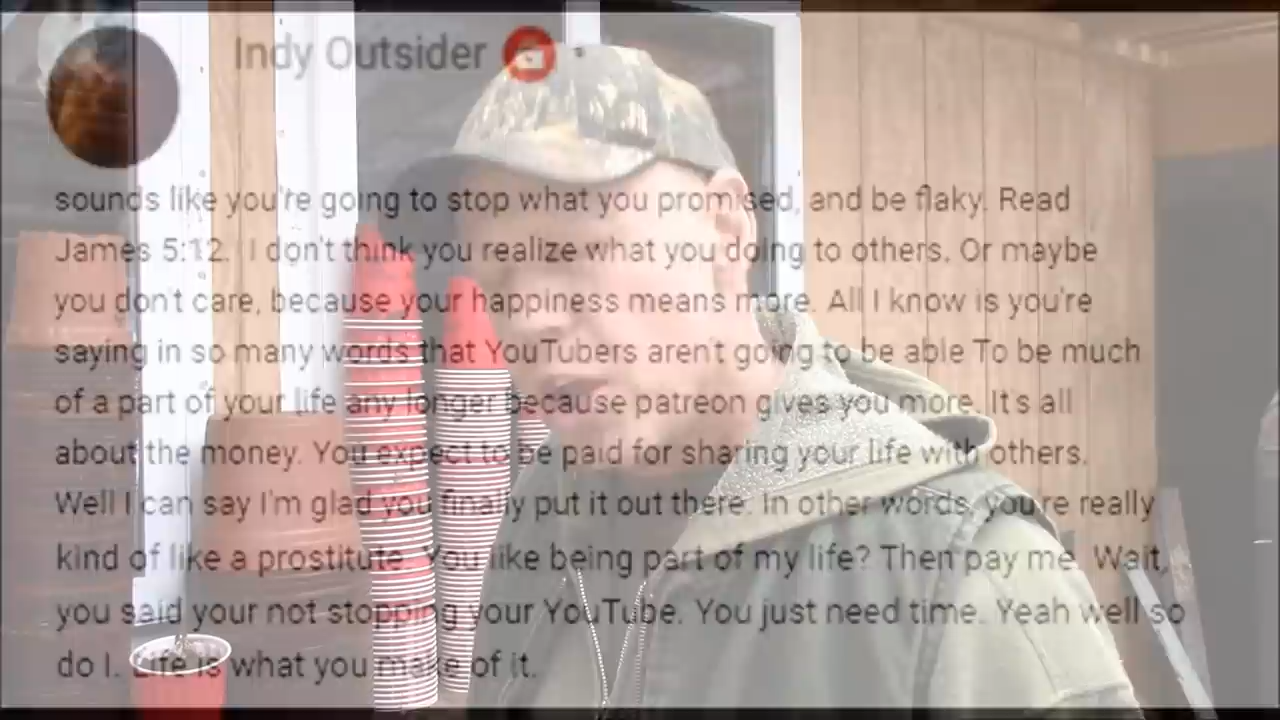 Indy Outsider
sounds like you're going to stop what you promised, and be flaky. Read
James 5:12. I don't think you realize what you doing to others. Or maybe
you don't care, because your happiness means more. All I know is you're
saying in so many words that YouTubers aren't going to be able To be much
of a part of your life any longer because patreon gives you more. It's all
about the money. You expect to be paid for sharing your life with others.
Well I can say I'm glad you finally put it out there. In other words, you're really
kind of like a prostitute. You like being part of my life? Then pay me. Wait,
you said your not stopping your YouTube. You just need time. Yeah well so
do I. Life is what you make of it.